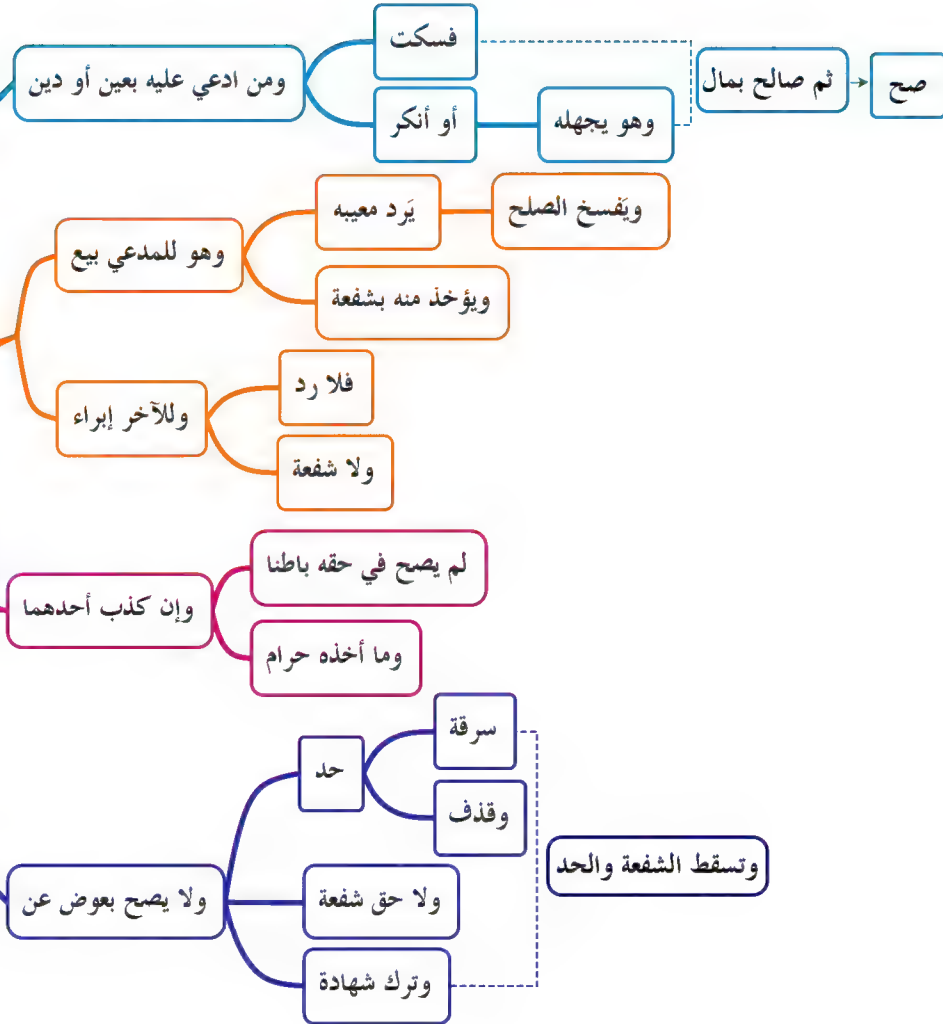 ومن ادعي عليه بعين أو دين
فسكت
أو أنكر
وهو يجهله
ثم صالح بمال
صح
وهو للمدعي بيع
يَرد معيبه
ويَفسخ الصلح
ويؤخذ منه بشفعة
وللآخر إبراء
فلا رد
ولا شفعة
وإن كذب أحدهما
لم يصح في حقه باطنا
وما أخذه حرام
ولا يصح بعوض عن
حد
سرقة
وقذف
ولا حق شفعة
وترك شهادة
وتسقط الشفعة والحد